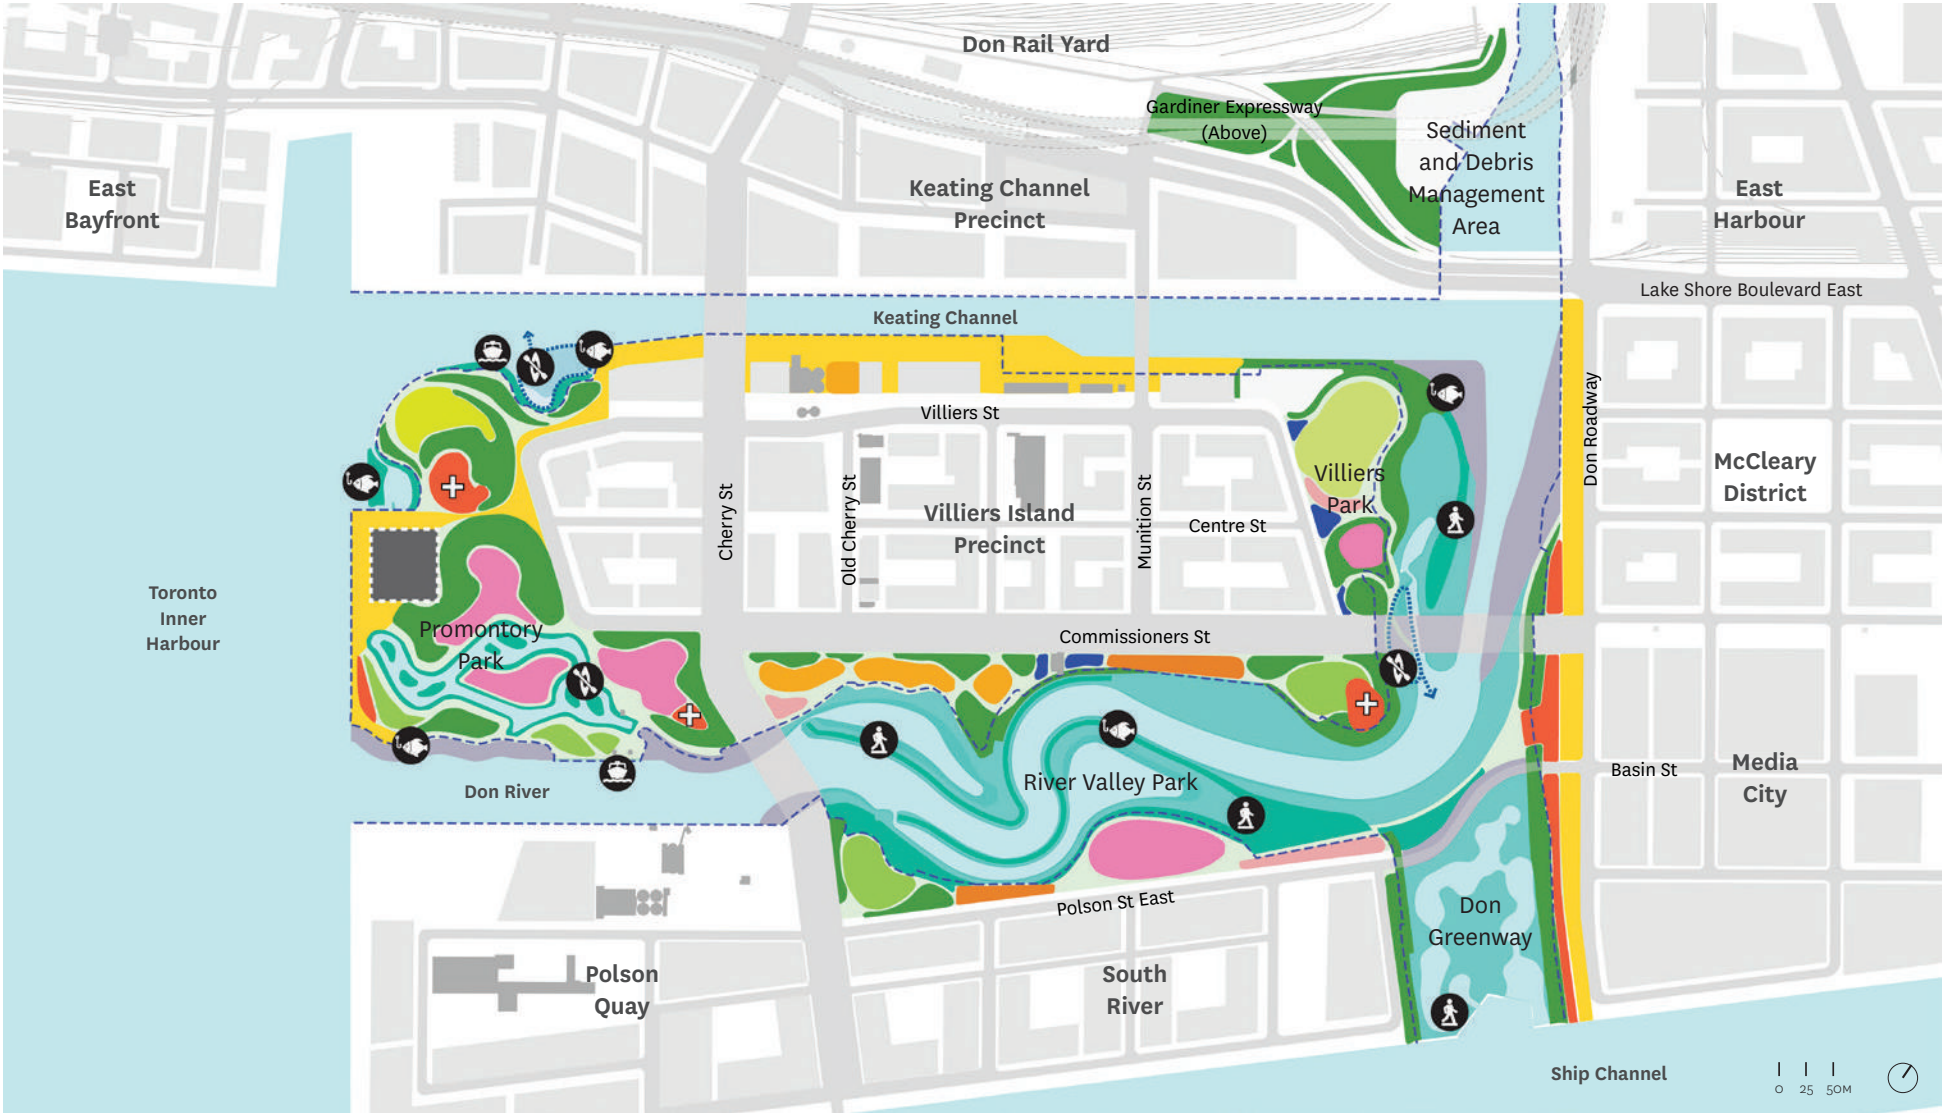 Don Rail Yard
Gardiner Expressway
(Above)
Sediment
and Debris
Management
Area
East
Bayfront
Keating Channel
Precinct
East
Harbour
Lake Shore Boulevard East
Keating Channel
Villiers St
Don Roadway
Villiers
Park
McCleary
District
Cherry St
Old Cherry St
Villiers Island
Precinct
Munition St
Centre St
Toronto
Inner
Harbour
Promontory
Park
Commissioners St
Don River
River Valley Park
Basin St
Media
City
Polson St East
Don
Greenway
Polson
Quay
South
River
Ship Channel
0 25 50M